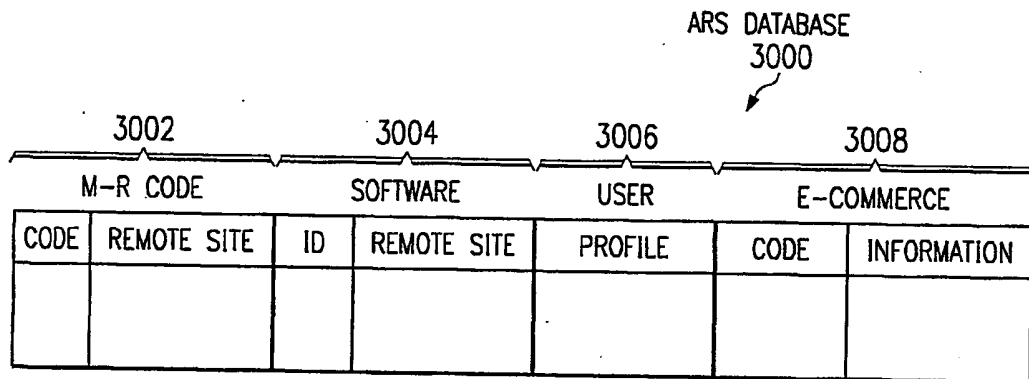 ARS DATABASE
3000
3002 3004 3006 3008
M-R CODE SOFTWARE USER E-COMMERCE
CODE REMOTE SITE ID REMOTE SITE PROFILE CODE INFORMATION